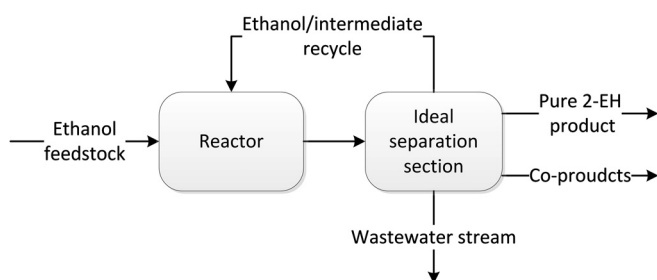 Ethanol/intermediate
recycle
Ethanol
feedstock
Reactor
Ideal
separation
section
Pure 2-EH
product
Co-proudcts
Wastewater stream